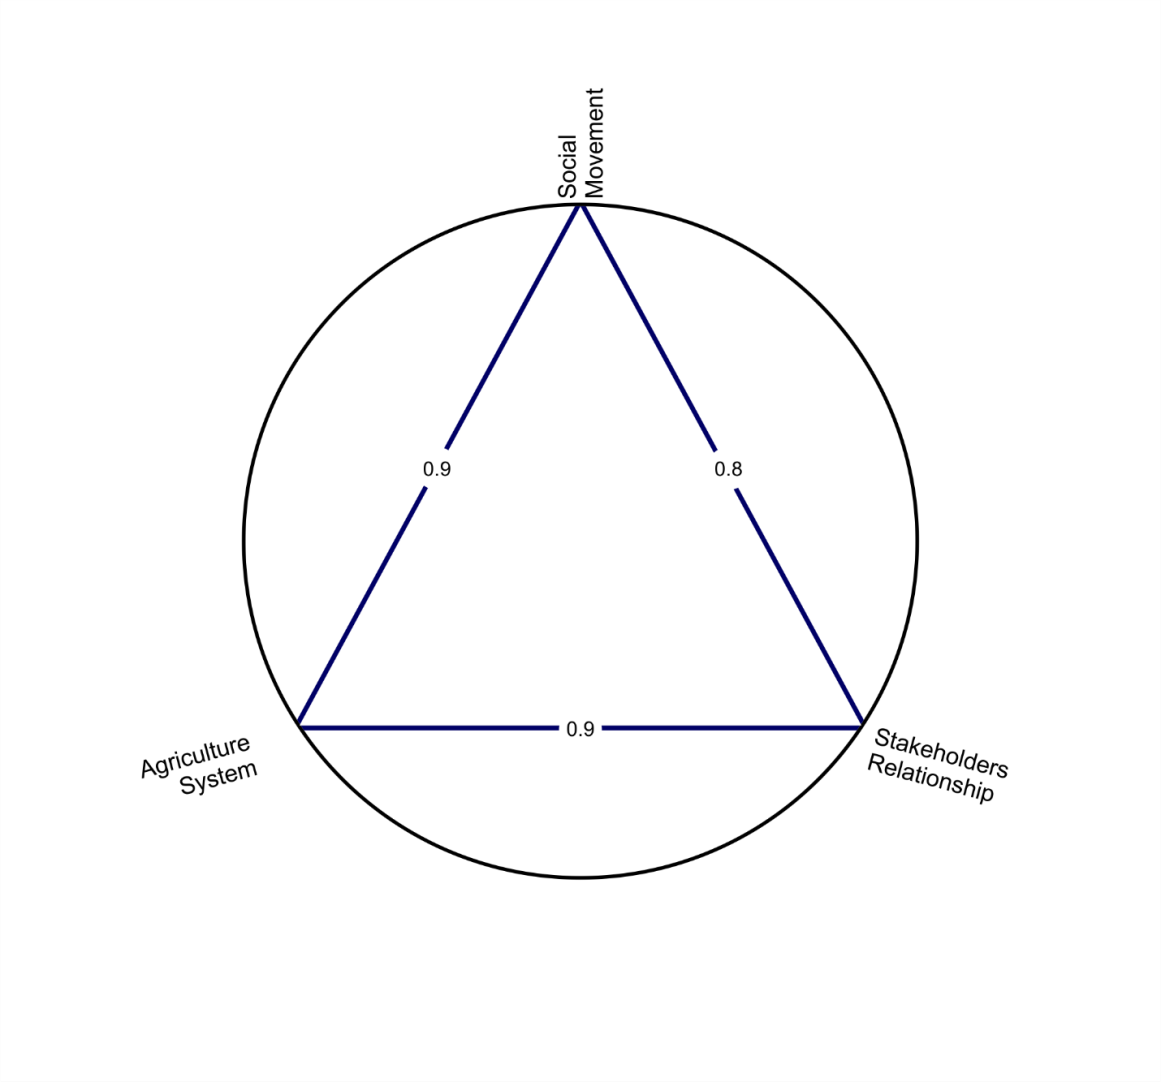 Social
Movement
0.9
0.8
0.9
Agriculture
System
Stakeholders
Relationship